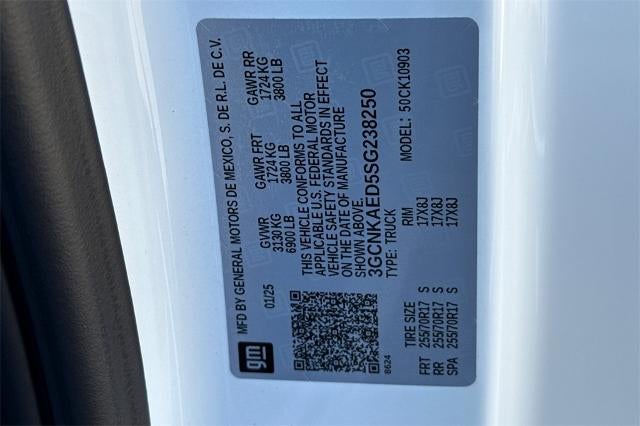 MFD BY GENERAL MOTORS DE MEXICO, S. DE R.L. DE C.V.
01/25 GVWR GAWR FRT GAWR RR
3130 KG 1724 KG 1724 KG
6900 LB 3800 LB 3800 LB
THIS VEHICLE CONFORMS TO ALL
APPLICABLE U.S. FEDERAL MOTOR
VEHICLE SAFETY STANDARDS IN EFFECT
ON THE DATE OF MANUFACTURE
SHOWN ABOVE.
3GCNKAED5SG238250
TYPE: TRUCK MODEL: 50CK10903
gm
8624
TIRE SIZE RIM
FRT 255/70R17 S 17X8J
RR 255/70R17 S 17X8J
SPA 255/70R17 S 17X8J